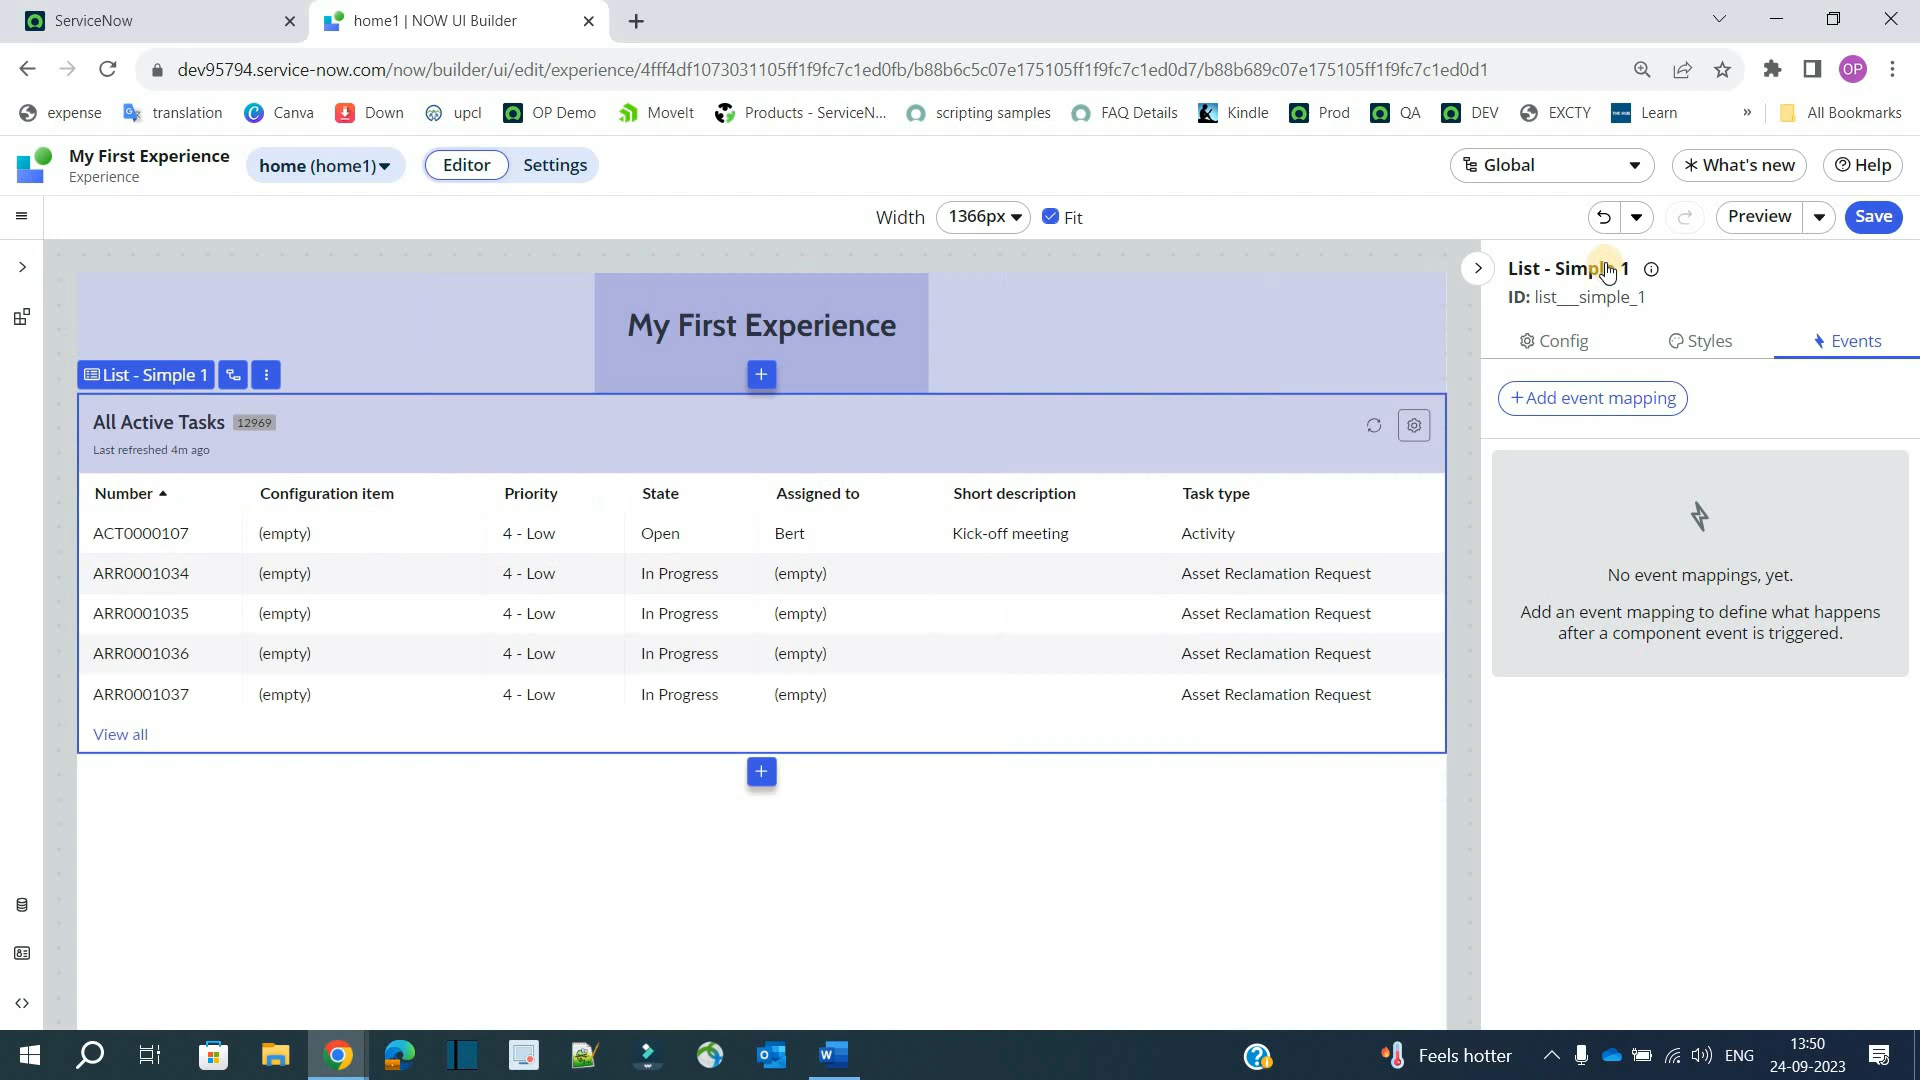 ServiceNow
home1 | NOW UI Builder
dev95794.service-now.com/now/builder/ui/edit/experience/4fff4df1073031105ff1f9fc7c1ed0fb/b88b6c5c07e175105ff1f9fc7c1ed0d7/b88b689c07e175105ff1f9fc7c1ed0d1
OP
expense
translation
Canva
Down
upcl
OP Demo
MoveIt
Products - ServiceN...
scripting samples
FAQ Details
Kindle
Prod
QA
DEV
EXCTY
Learn
»
All Bookmarks
My First Experience
Experience
home (home1)
Editor
Settings
Global
What's new
Help
Width
1366px
Fit
Preview
Save
My First Experience
List - Simple 1
All Active Tasks 12969
Last refreshed 4m ago
Number Configuration item Priority State Assigned to Short description Task type
ACT0000107 (empty) 4 - Low Open Bert Kick-off meeting Activity
ARR0001034 (empty) 4 - Low In Progress (empty) Asset Reclamation Request
ARR0001035 (empty) 4 - Low In Progress (empty) Asset Reclamation Request
ARR0001036 (empty) 4 - Low In Progress (empty) Asset Reclamation Request
ARR0001037 (empty) 4 - Low In Progress (empty) Asset Reclamation Request
View all
List - Simple 1
ID: list___simple_1
Config
Styles
Events
+ Add event mapping
No event mappings, yet.
Add an event mapping to define what happens
after a component event is triggered.
Feels hotter
ENG
13:50
24-09-2023